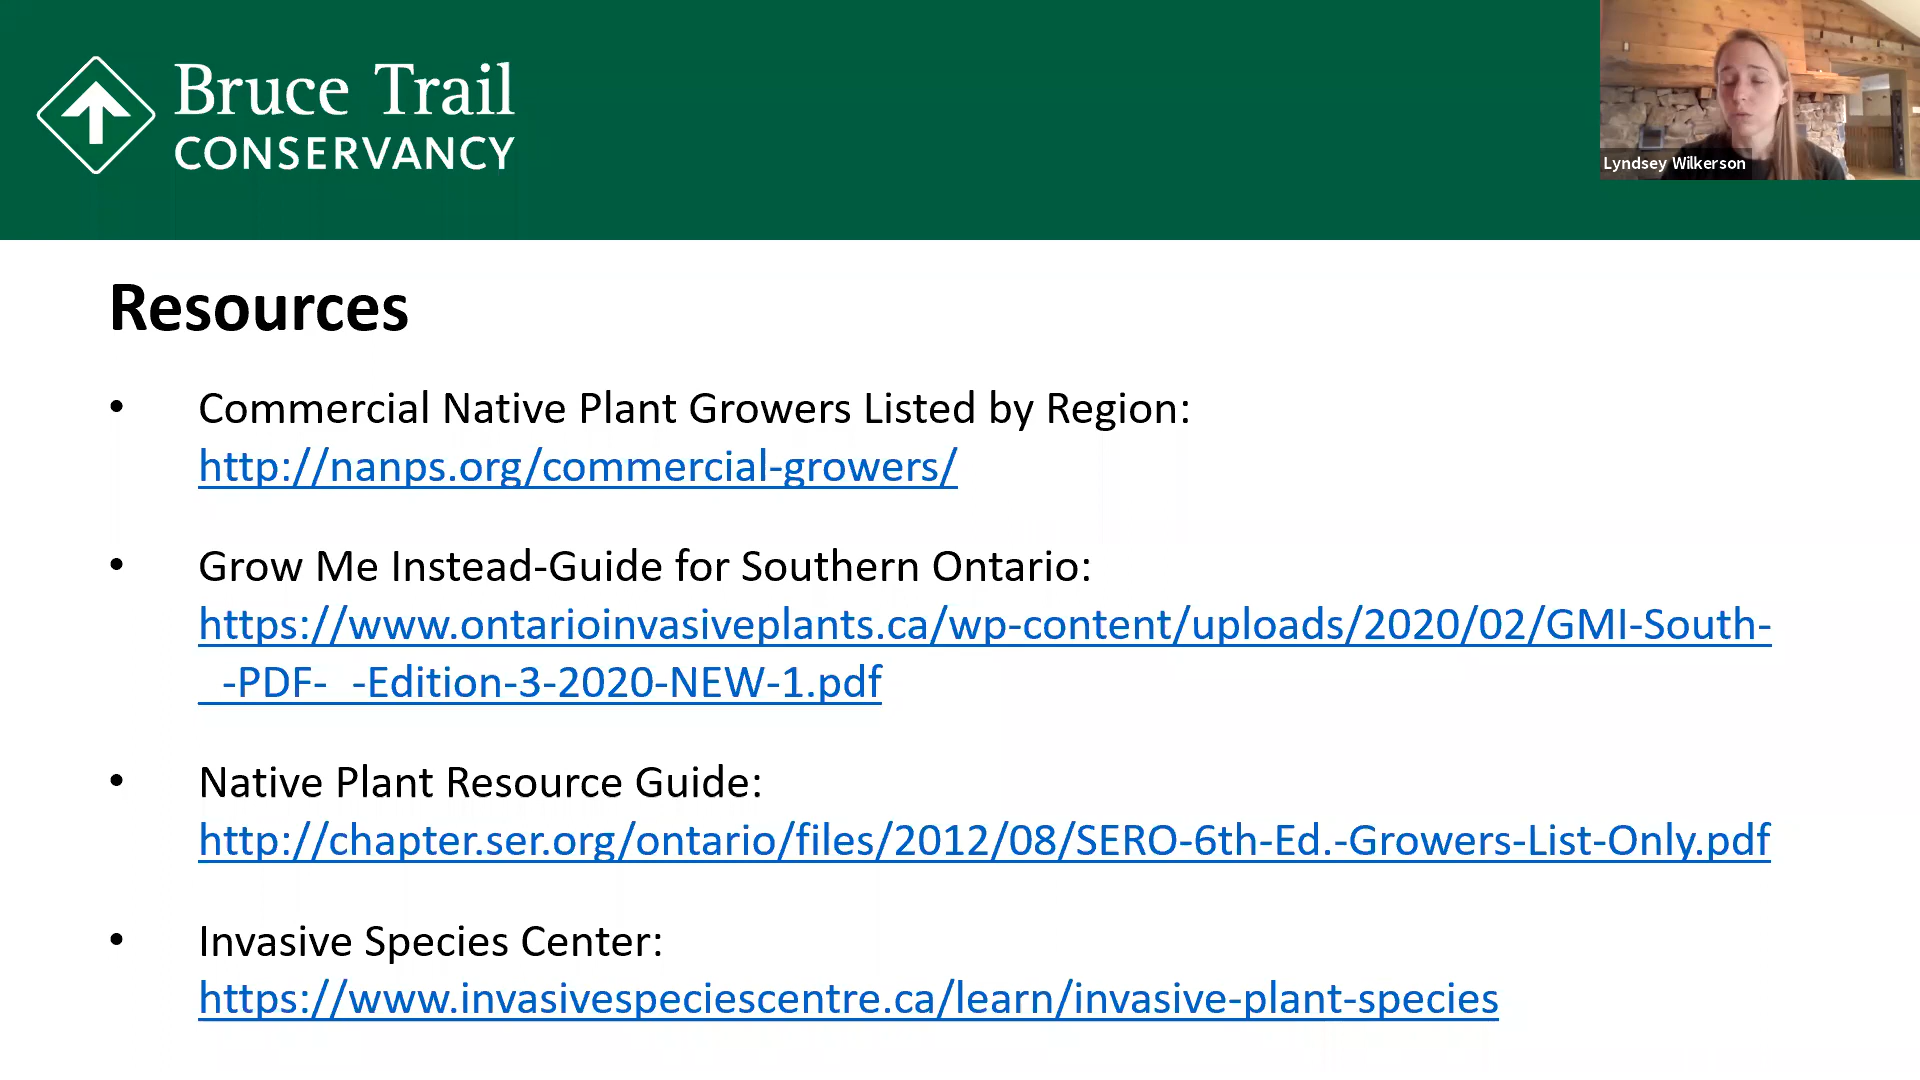 Bruce Trail
CONSERVANCY
Lyndsey Wilkerson
Resources
• Commercial Native Plant Growers Listed by Region:
http://nanps.org/commercial-growers/
• Grow Me Instead-Guide for Southern Ontario:
https://www.ontarioinvasiveplants.ca/wp-content/uploads/2020/02/GMI-South-
_-PDF-_-Edition-3-2020-NEW-1.pdf
• Native Plant Resource Guide:
http://chapter.ser.org/ontario/files/2012/08/SERO-6th-Ed.-Growers-List-Only.pdf
• Invasive Species Center:
https://www.invasivespeciescentre.ca/learn/invasive-plant-species